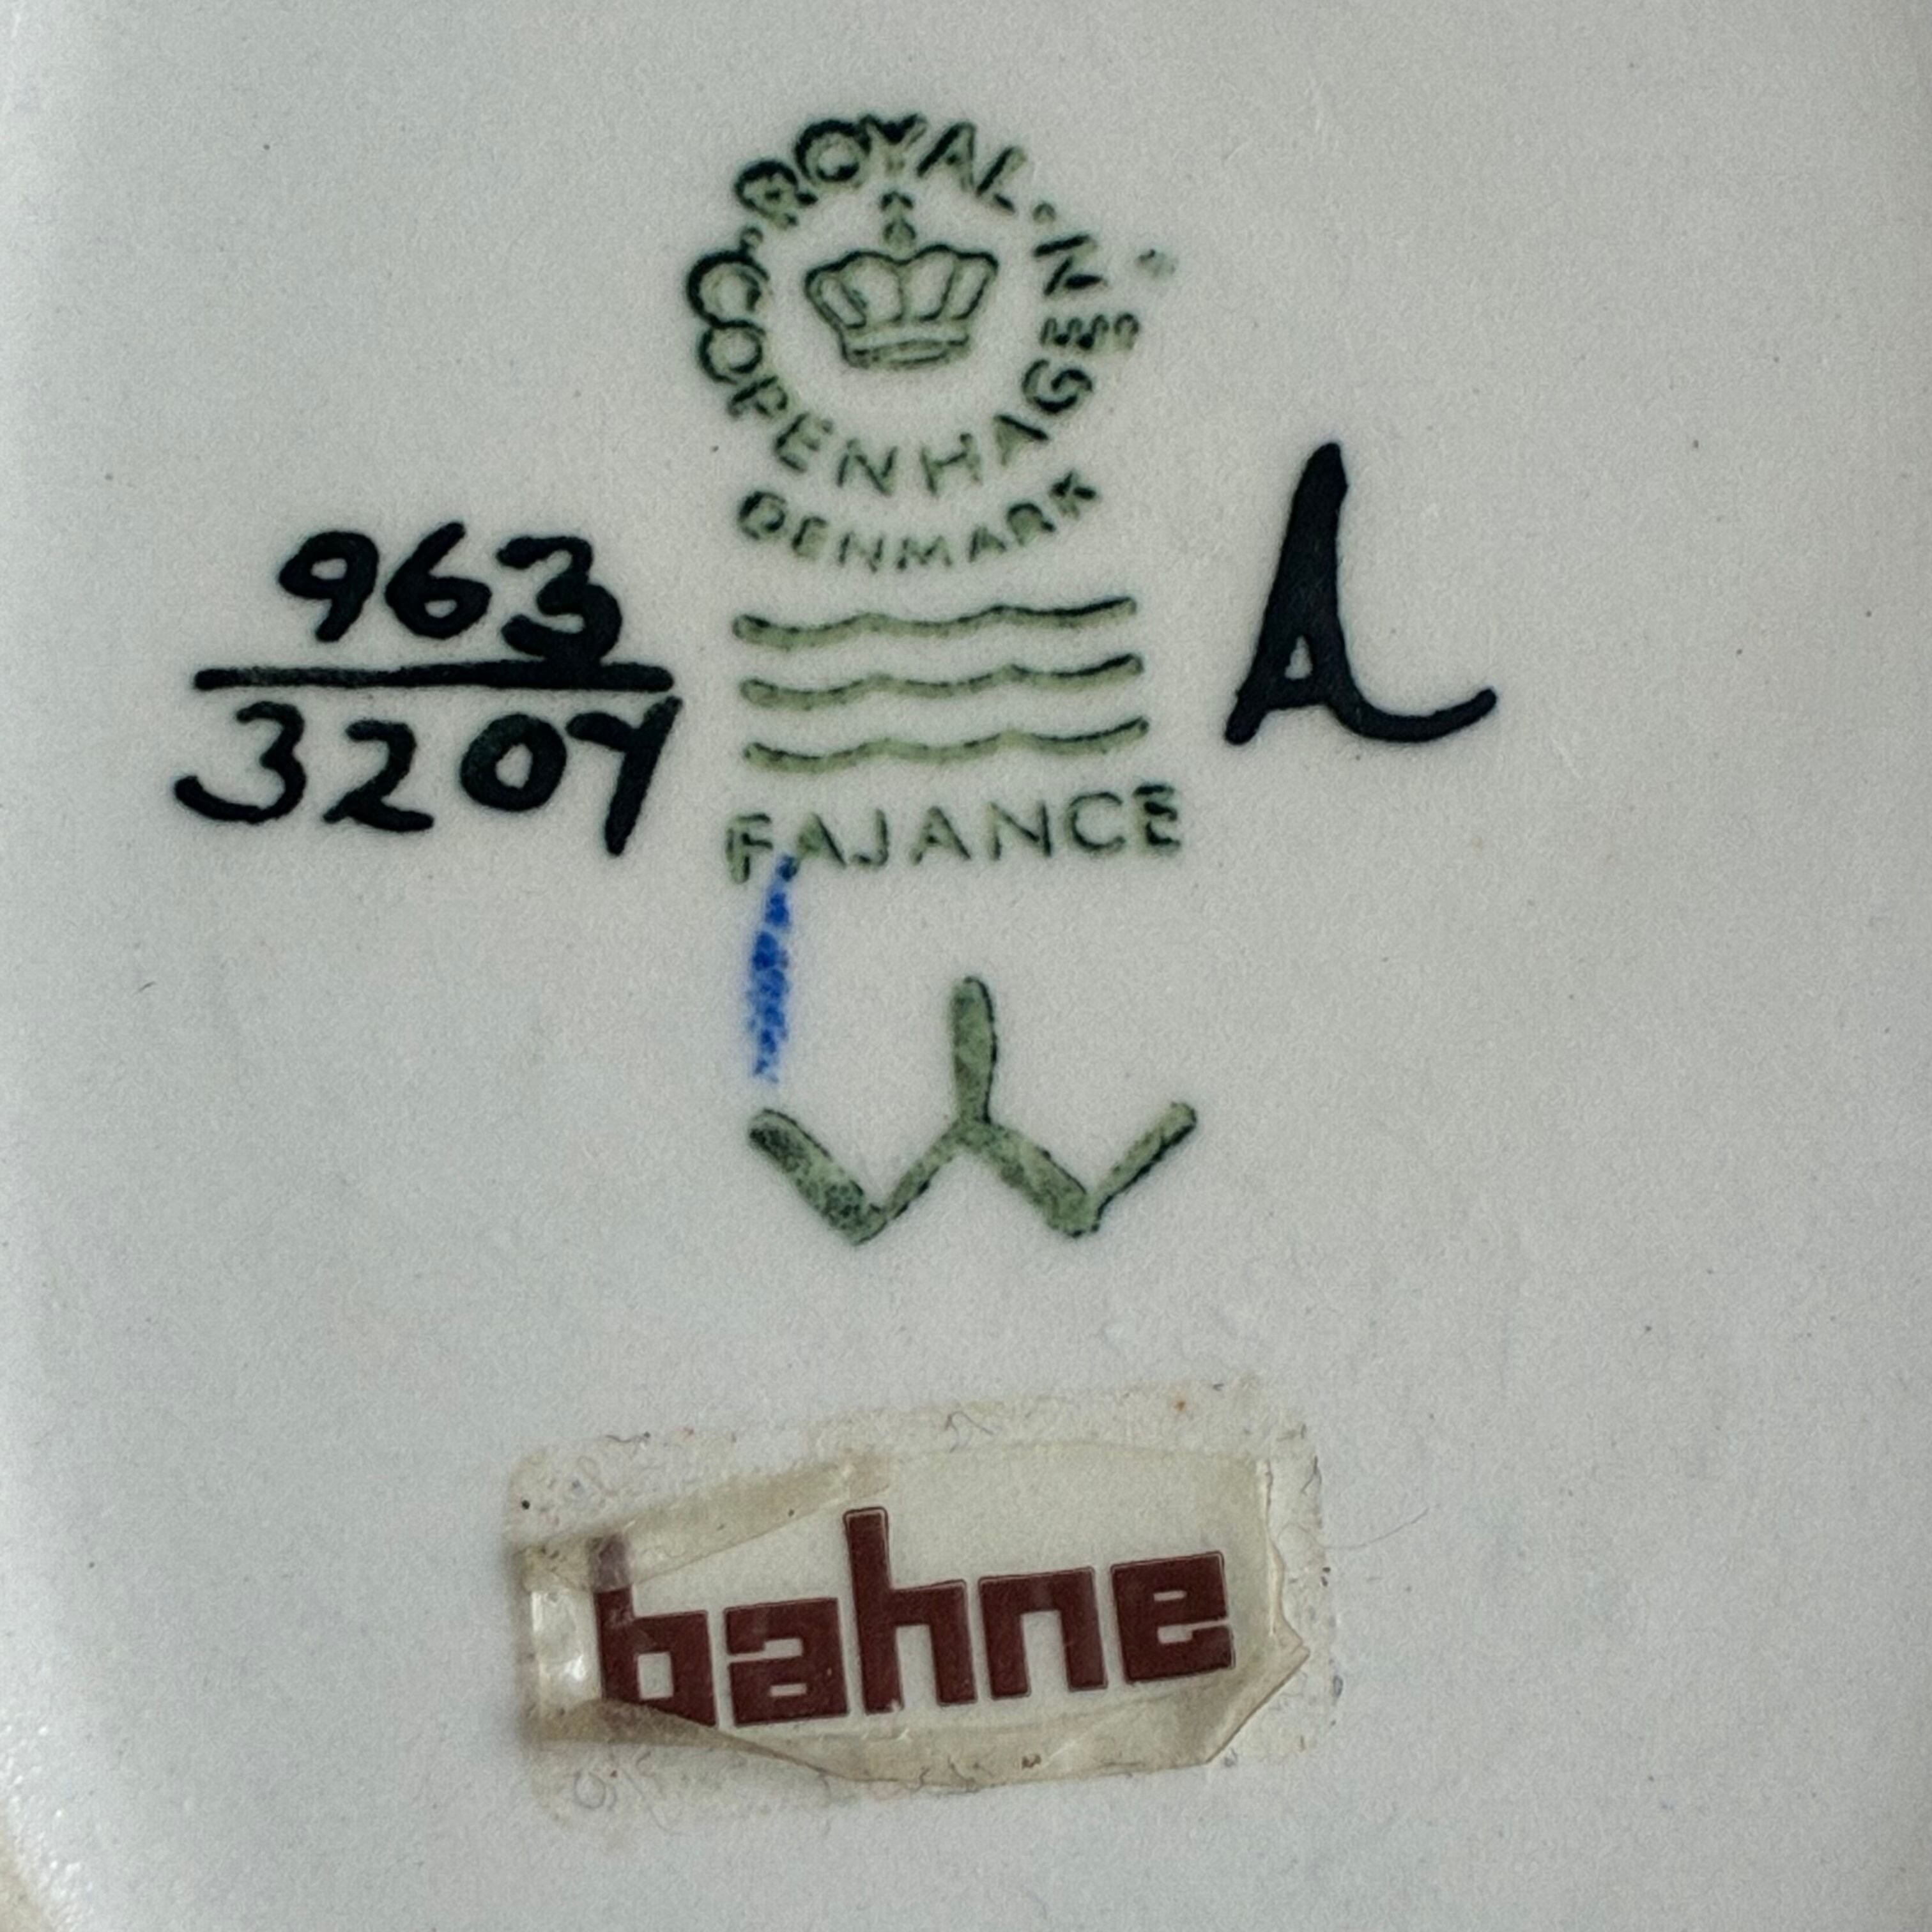 ROYAL · COPENHAGEN
DENMARK
963
3207
A
FAJANCE
bahne